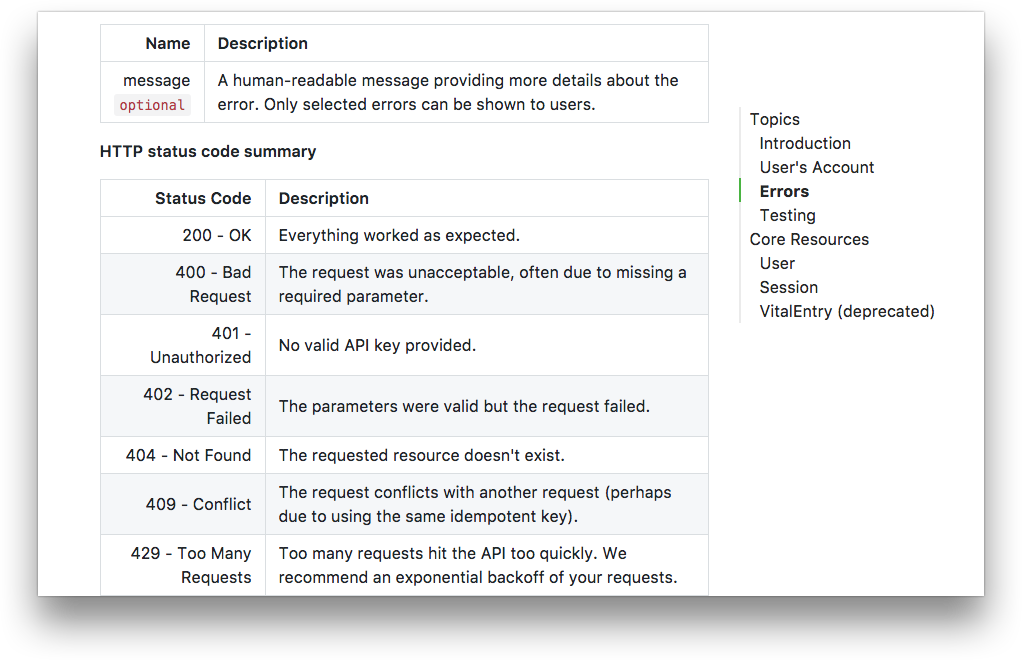 Name Description
message A human-readable message providing more details about the
optional error. Only selected errors can be shown to users.
HTTP status code summary
Status Code Description
200 - OK Everything worked as expected.
400 - Bad The request was unacceptable, often due to missing a
Request required parameter.
401 -
Unauthorized
No valid API key provided.
402 - Request
Failed
The parameters were valid but the request failed.
404 - Not Found The requested resource doesn't exist.
409 - Conflict
The request conflicts with another request (perhaps
due to using the same idempotent key).
429 - Too Many Too many requests hit the API too quickly. We
Requests recommend an exponential backoff of your requests.
Topics
Introduction
User's Account
Errors
Testing
Core Resources
User
Session
VitalEntry (deprecated)